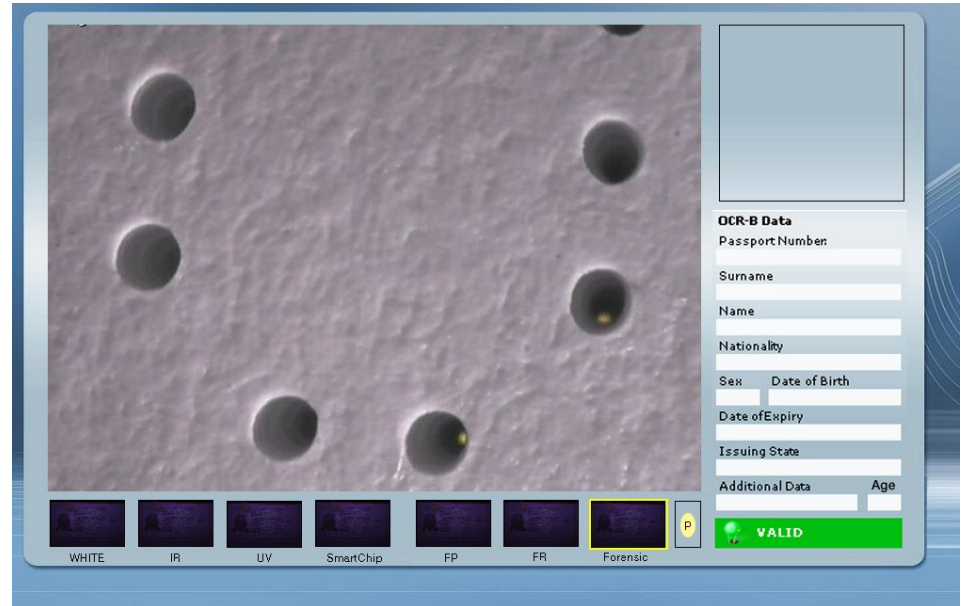 OCR-B Data
Passport Number:
Surname
Name
Nationality
Sex Date of Birth
Date of Expiry
Issuing State
Additional Data Age
P
VALID
WHITE IR UV SmartChip FP FR Forensic